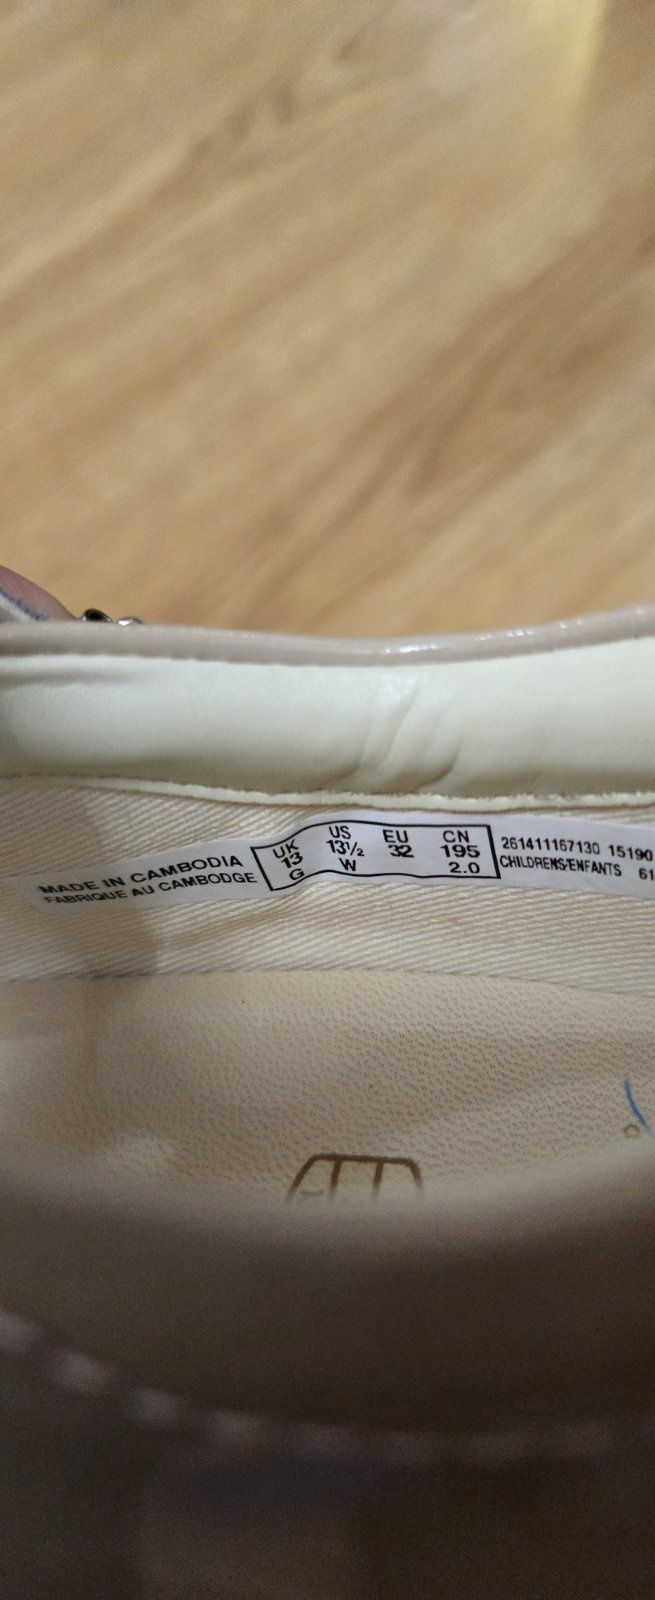 MADE IN CAMBODIA
FABRIQUE AU CAMBODGE
UK US EU CN
13 13½ 32 195
G W 2.0
261411167130 15190
CHILDRENS/ENFANTS 61